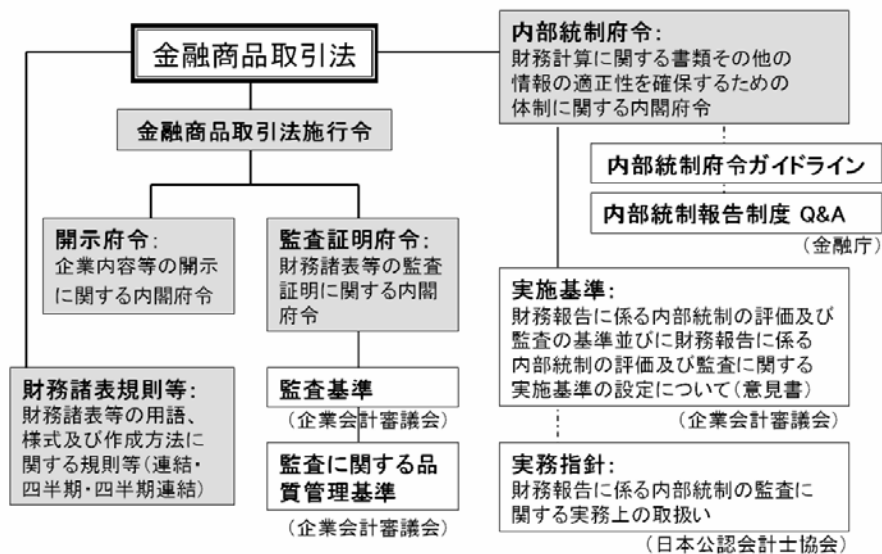 金融商品取引法
金融商品取引法施行令
開示府令:
企業内容等の開示
に関する内閣府令
監査証明府令:
財務諸表等の監査
証明に関する内閣
府令
財務諸表規則等:
財務諸表等の用語、
様式及び作成方法に
関する規則等(連結・
四半期・四半期連結)
監査基準
(企業会計審議会)
監査に関する品
質管理基準
(企業会計審議会)
内部統制府令:
財務計算に関する書類その他の
情報の適正性を確保するための
体制に関する内閣府令
内部統制府令ガイドライン
内部統制報告制度 Q&A
(金融庁)
実施基準:
財務報告に係る内部統制の評価及び
監査の基準並びに財務報告に係る
内部統制の評価及び監査に関する
実施基準の設定について(意見書)
(企業会計審議会)
実務指針:
財務報告に係る内部統制の監査に
関する実務上の取扱い
(日本公認会計士協会)